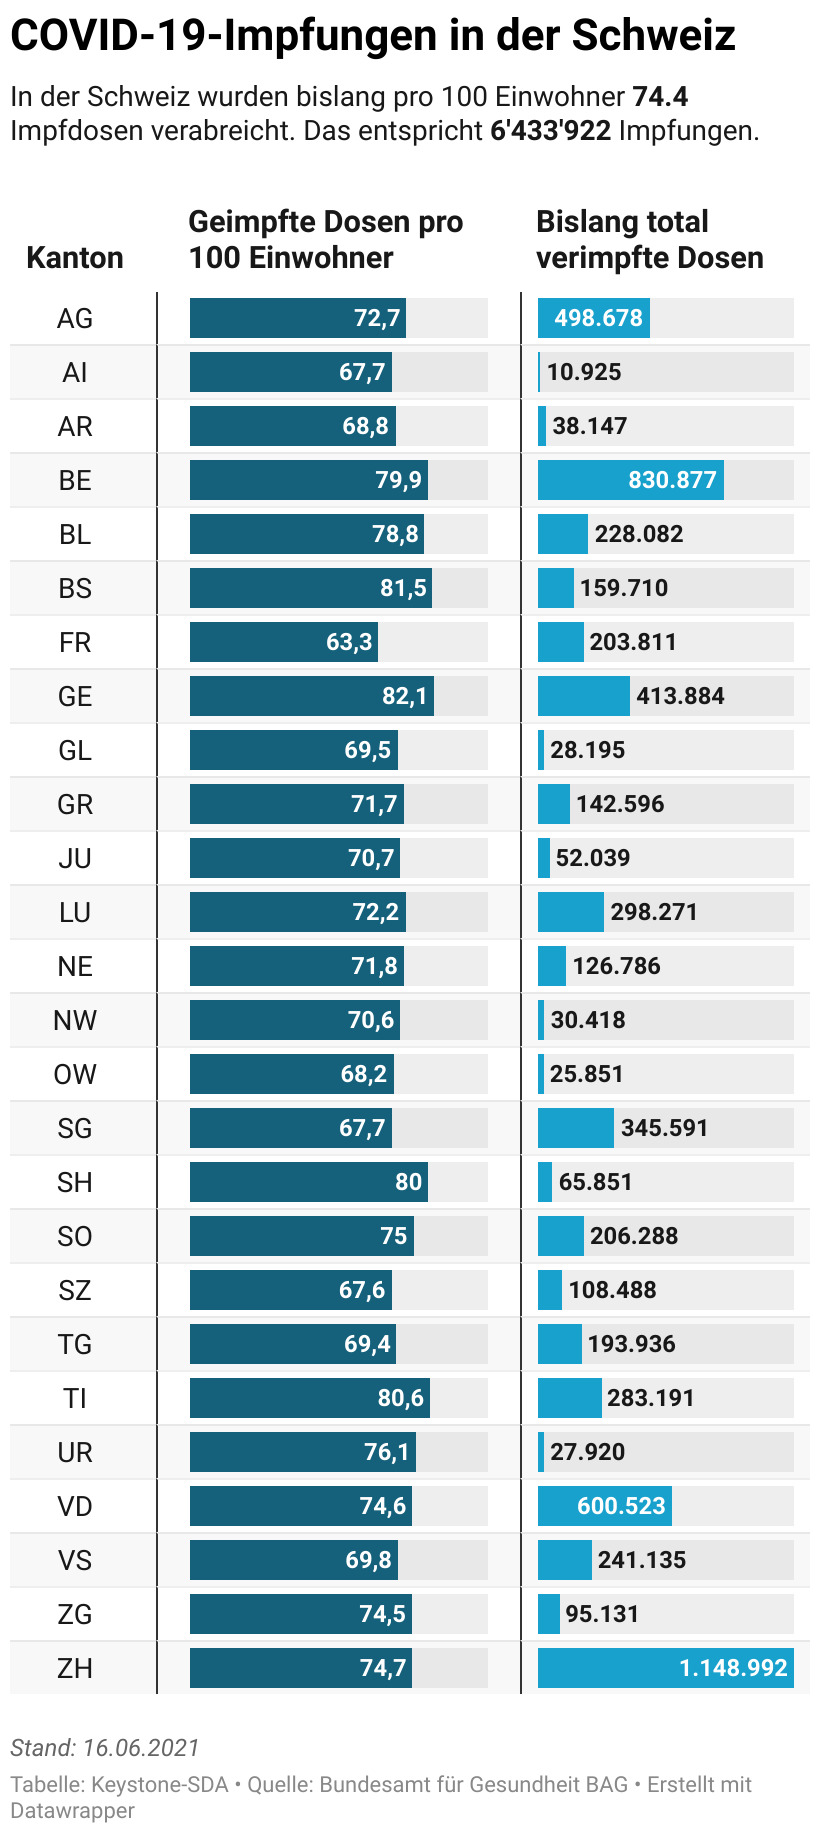 COVID-19-Impfungen in der Schweiz
In der Schweiz wurden bislang pro 100 Einwohner 74.4
Impfdosen verabreicht. Das entspricht 6'433'922 Impfungen.
Kanton Geimpfte Dosen pro 100 Einwohner Bislang total verimpfte Dosen
AG 72,7 498.678
AI 67,7 10.925
AR 68,8 38.147
BE 79,9 830.877
BL 78,8 228.082
BS 81,5 159.710
FR 63,3 203.811
GE 82,1 413.884
GL 69,5 28.195
GR 71,7 142.596
JU 70,7 52.039
LU 72,2 298.271
NE 71,8 126.786
NW 70,6 30.418
OW 68,2 25.851
SG 67,7 345.591
SH 80 65.851
SO 75 206.288
SZ 67,6 108.488
TG 69,4 193.936
TI 80,6 283.191
UR 76,1 27.920
VD 74,6 600.523
VS 69,8 241.135
ZG 74,5 95.131
ZH 74,7 1.148.992
Stand: 16.06.2021
Tabelle: Keystone-SDA • Quelle: Bundesamt für Gesundheit BAG • Erstellt mit
Datawrapper